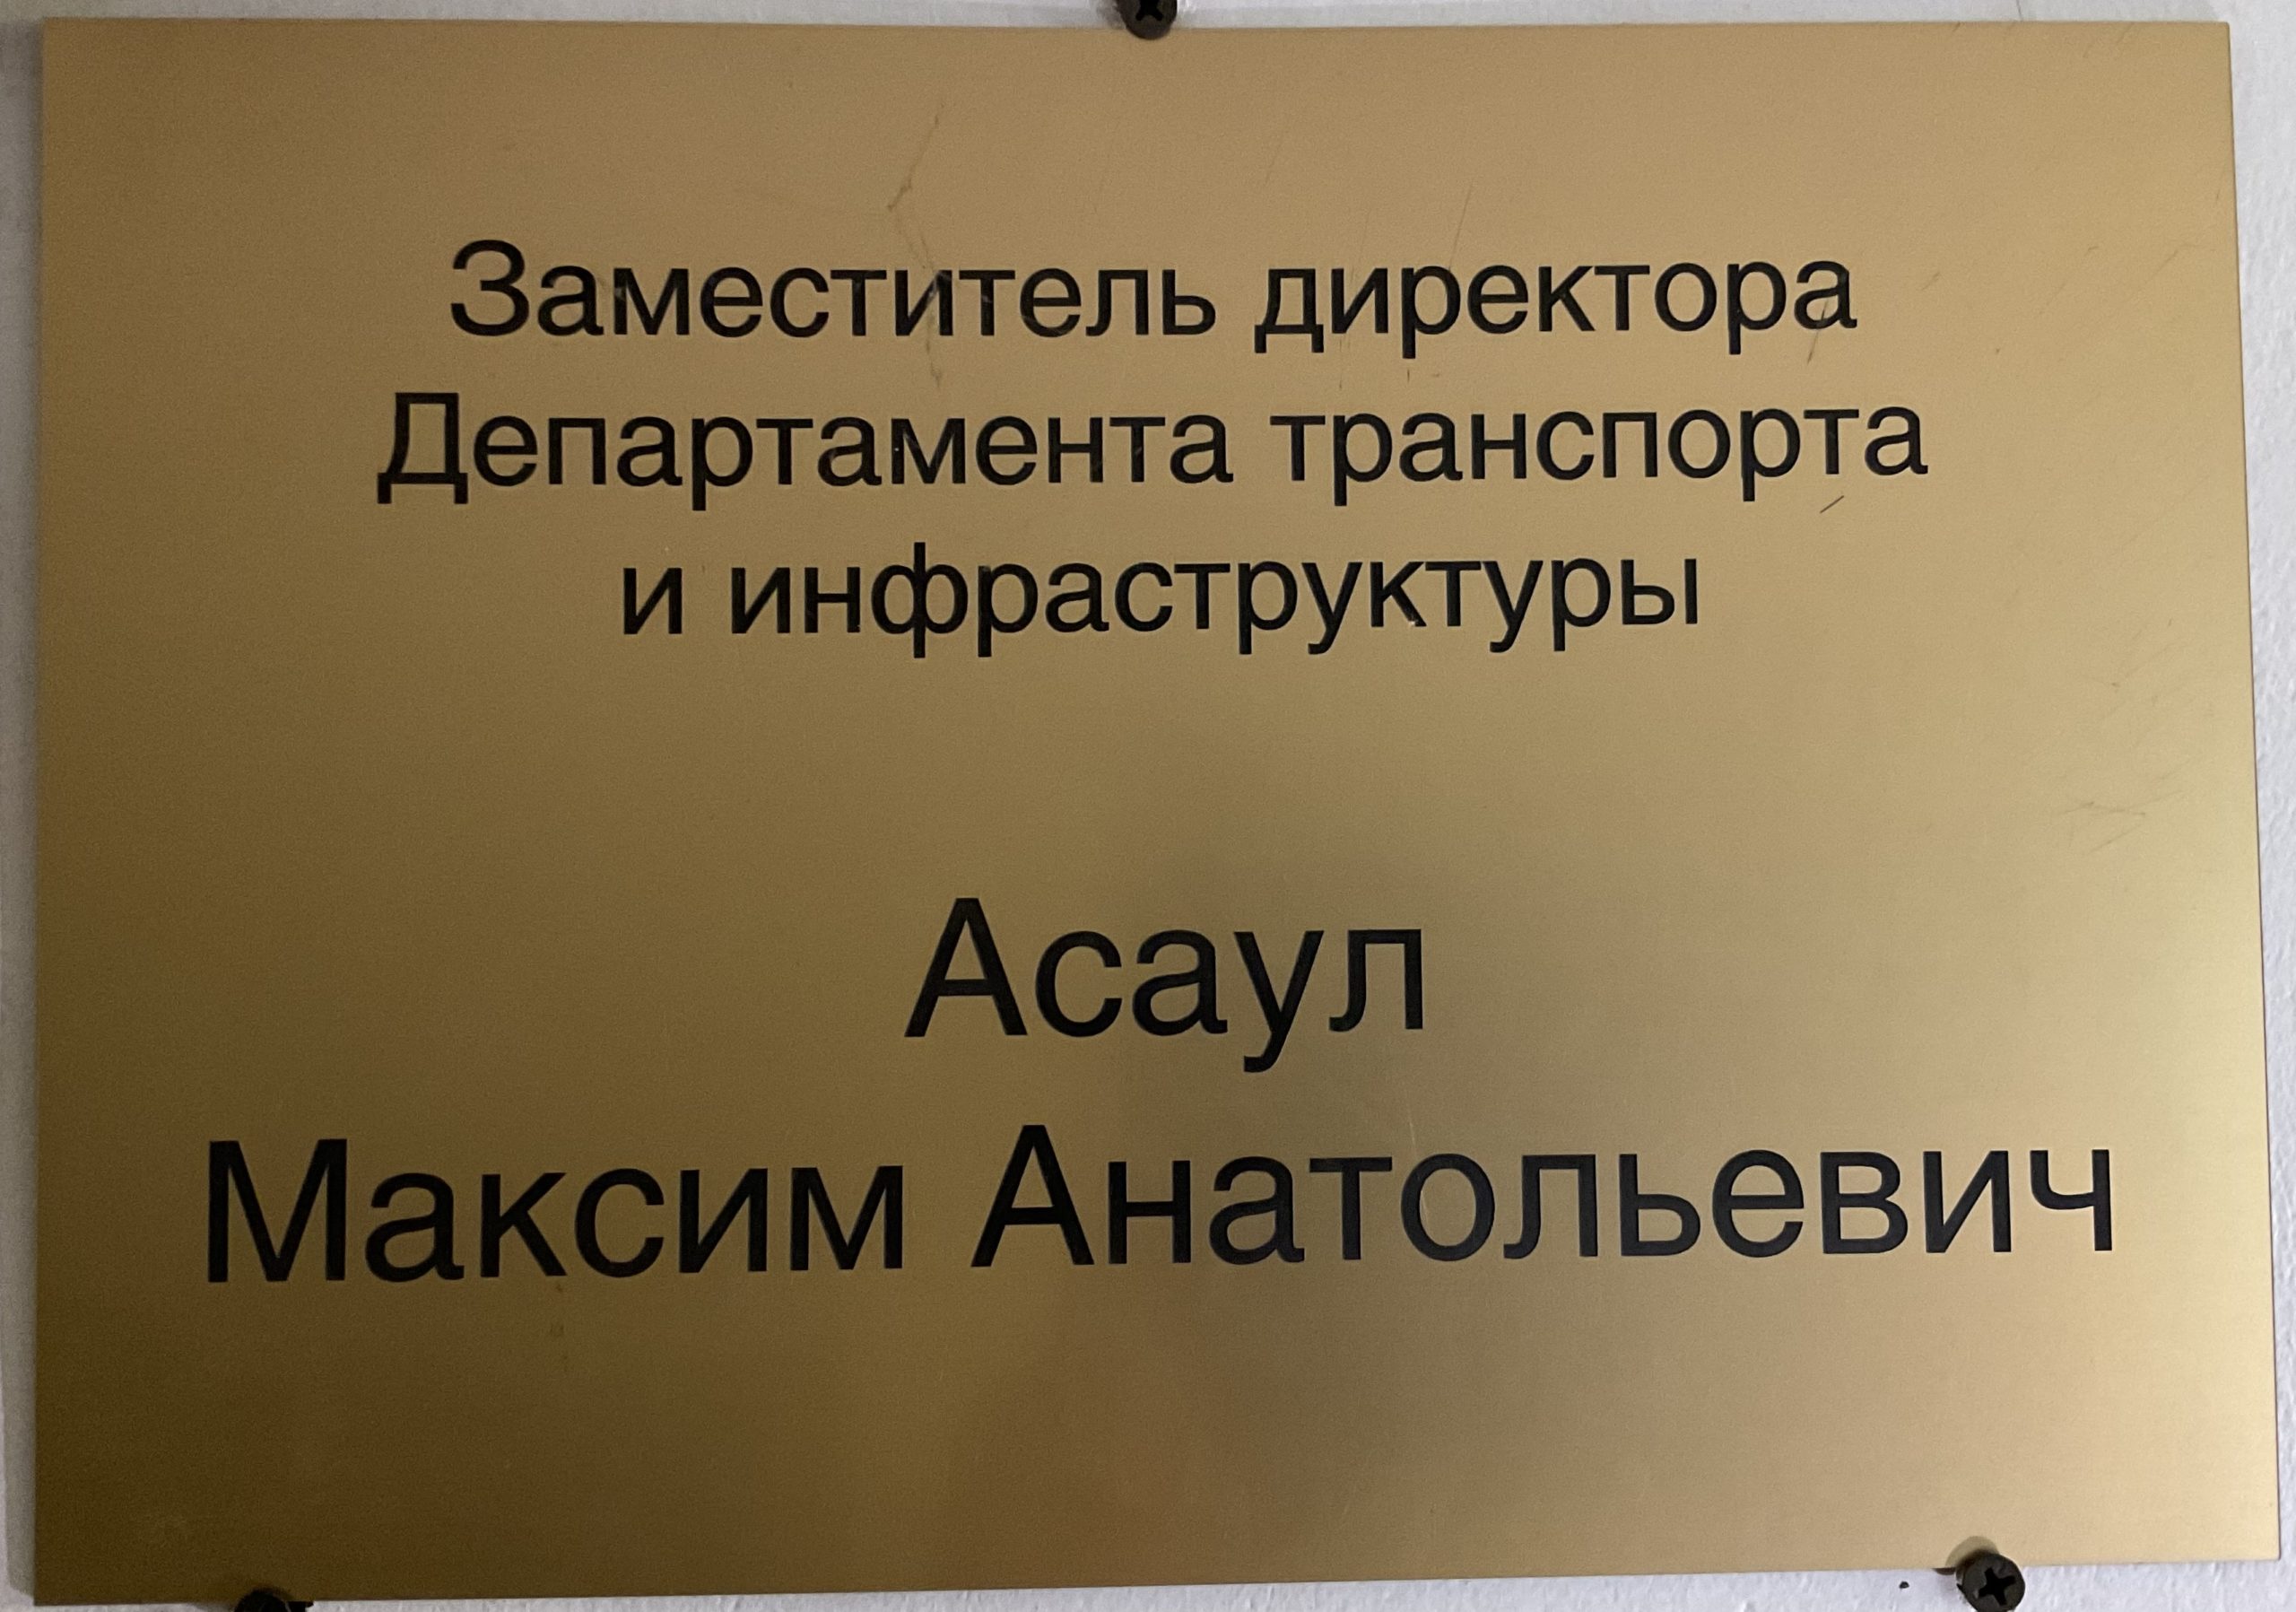 Заместитель директора
Департамента транспорта
и инфраструктуры
Асаул
Максим Анатольевич